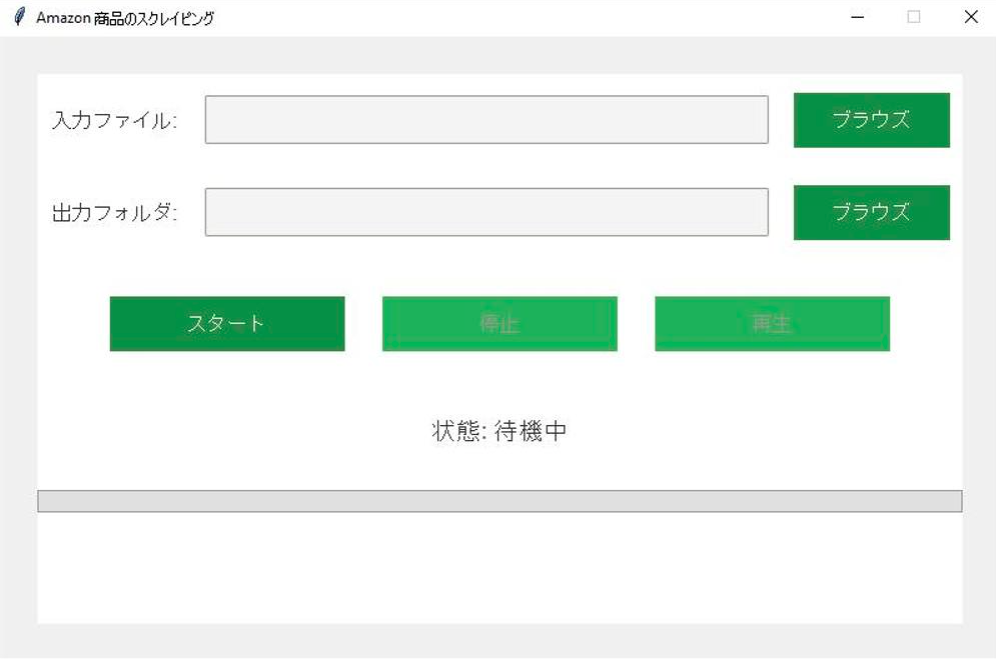 Amazon 商品のスクレイピング
入力ファイル:
ブラウズ
出力フォルダ:
ブラウズ
スタート
停止
再生
状態: 待機中